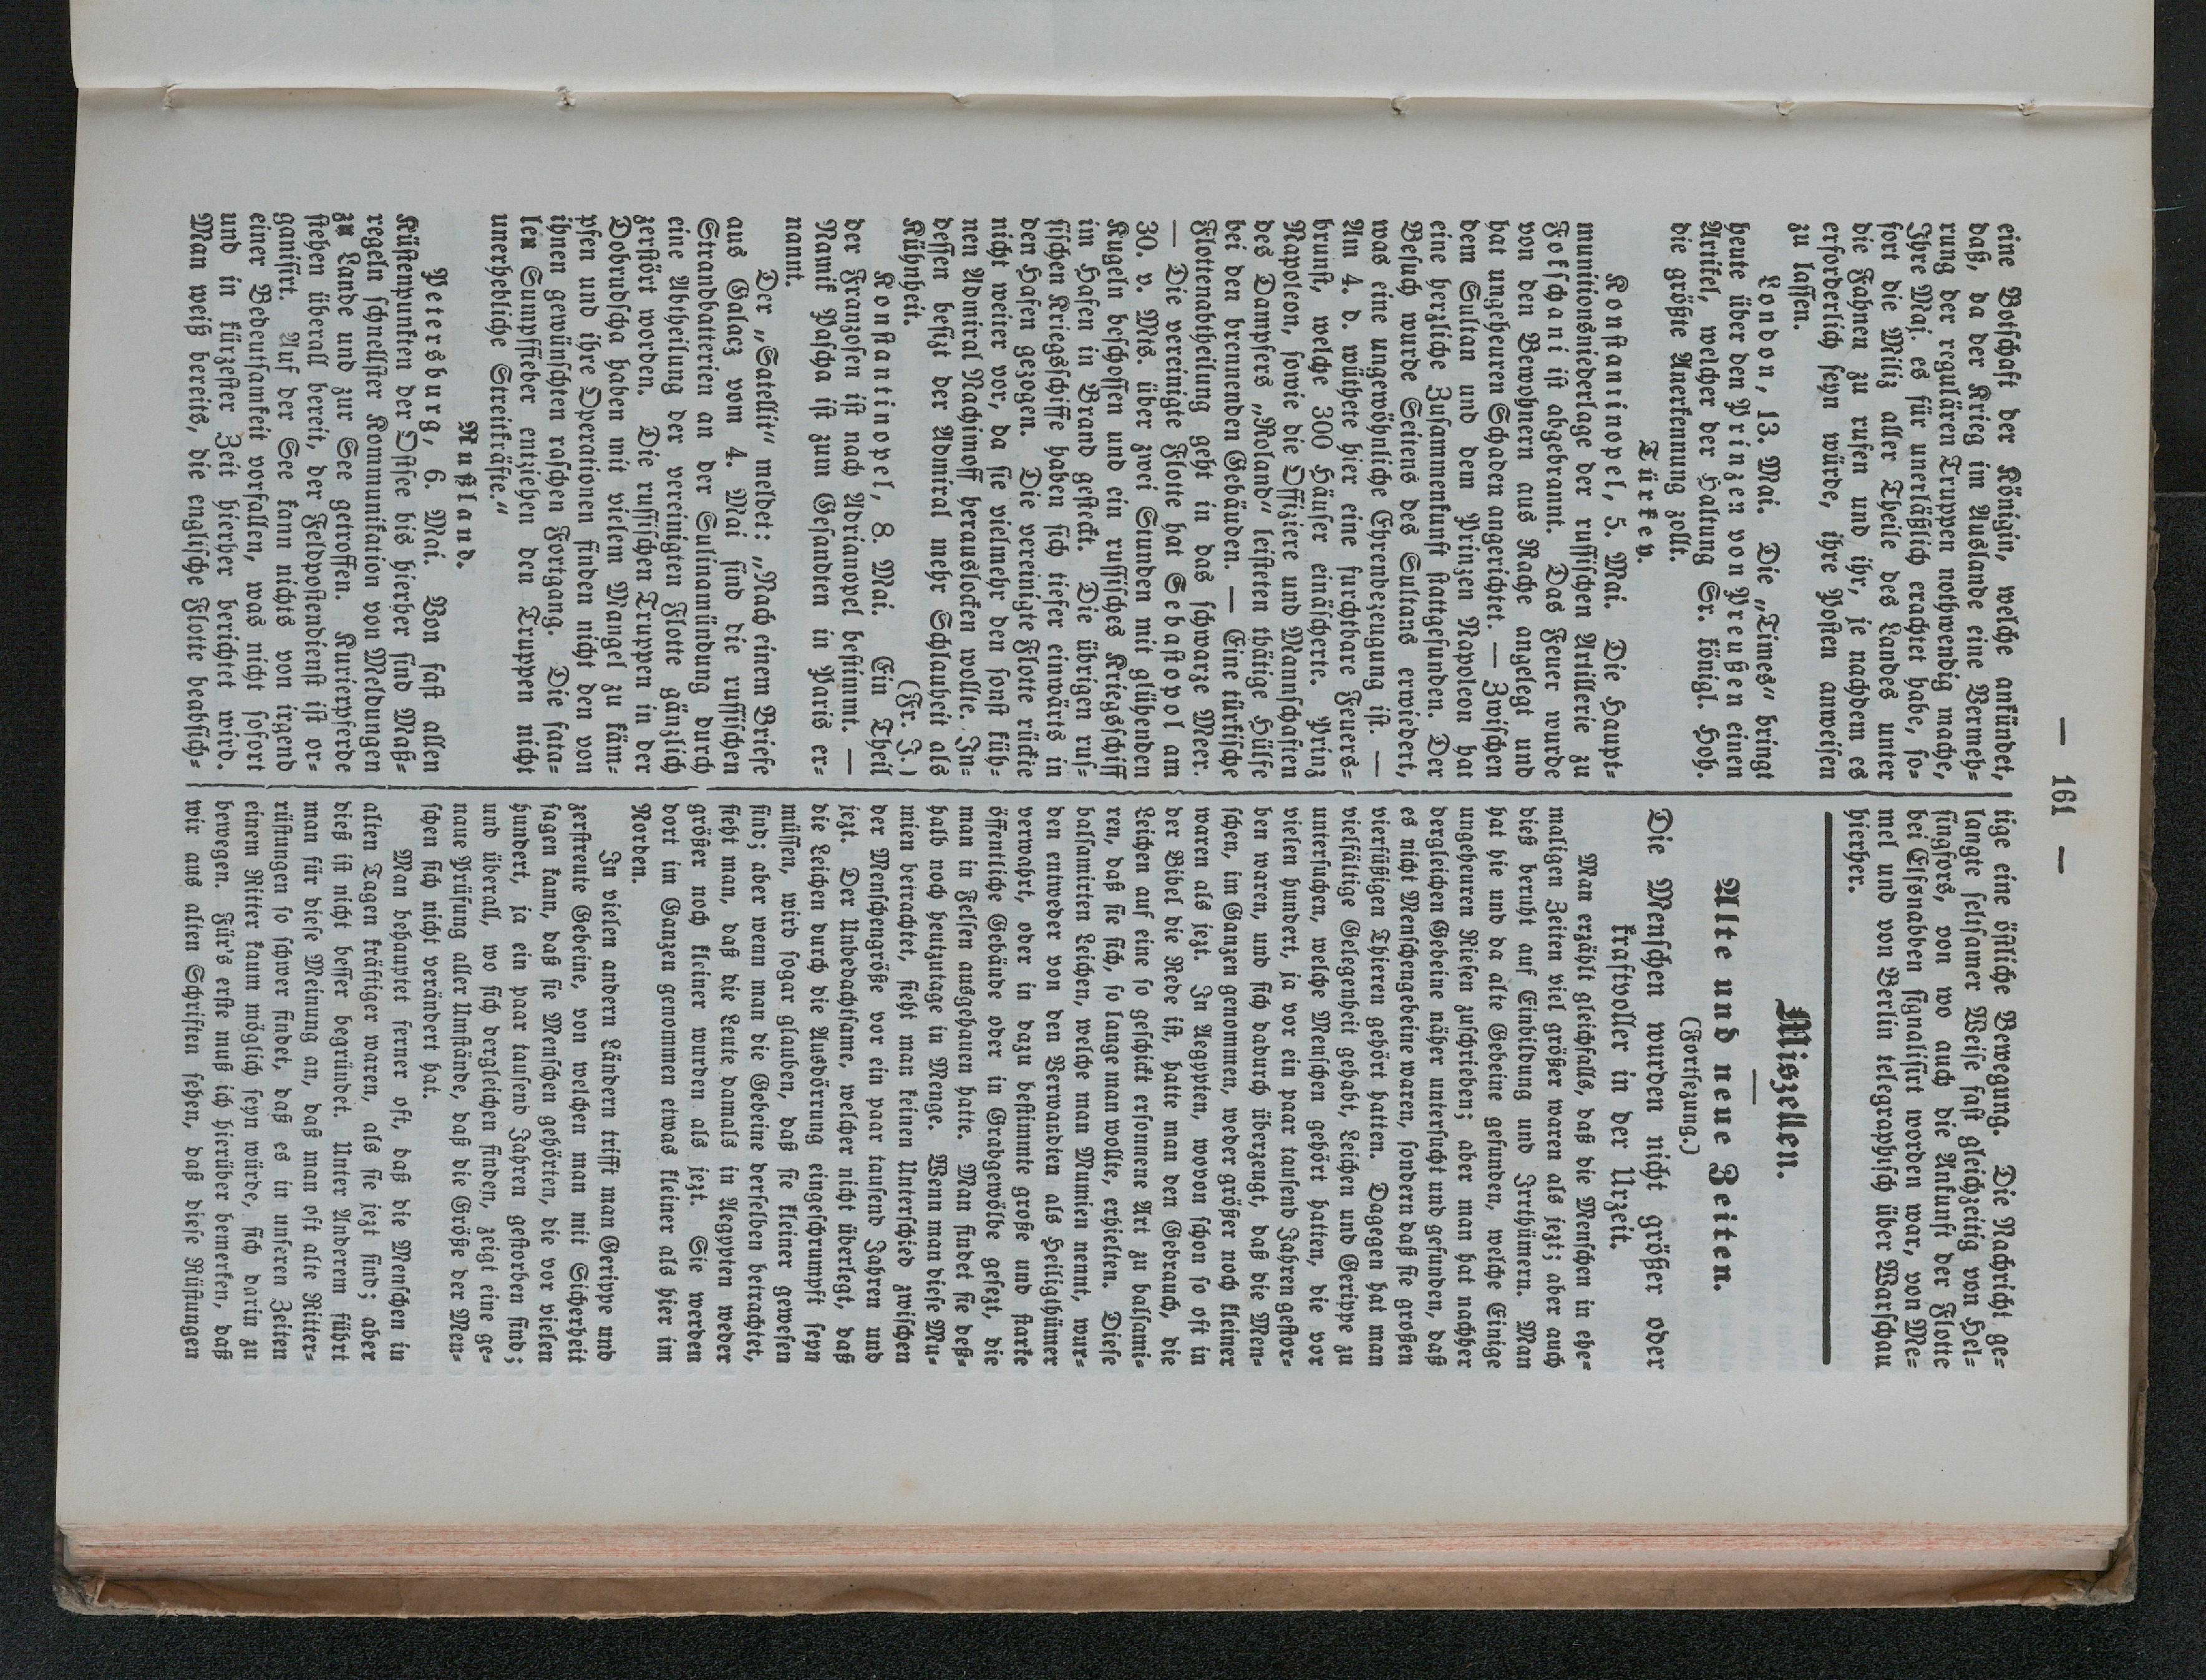 — 161 —
eine Botschaft der Königin, welche ankündet,
daß, da der Krieg im Auslande eine Vermeh-
rung der regulären Truppen nothwendig mache,
Ihre Maj. es für unerläßlich erachtet habe, so-
fort die Miliz aller Theile des Landes unter
die Fahnen zu rufen und ihr, je nachdem es
erforderlich seyn würde, ihre Posten anweisen
zu lassen.
London, 13. Mai. Die „Times" bringt
heute über den Prinzen von Preußen einen
Artikel, welcher der Haltung Sr. königl. Hoh.
die größte Anerkennung zollt.
Türkey.
Konstantinopel, 5. Mai. Die Haupt-
munitionsniederlage der russischen Artillerie zu
Fokschani ist abgebrannt. Das Feuer wurde
von den Bewohnern aus Rache angelegt und
hat ungeheuren Schaden angerichtet. — Zwischen
dem Sultan und dem Prinzen Napoleon hat
eine herzliche Zusammenkunft stattgefunden. Der
Besuch wurde Seitens des Sultans erwiedert,
was eine ungewöhnliche Ehrenbezeugung ist. —
Am 4. d. wüthete hier eine furchtbare Feuers-
brunst, welche 300 Häuser einäscherte. Prinz
Napoleon, sowie die Offiziere und Mannschaften
des Dampfers „Roland" leisteten thätige Hülfe
bei den brennenden Gebäuden. — Eine türkische
Flottenabtheilung geht in das schwarze Meer.
— Die vereinigte Flotte hat Sebastopol am
30. v. Mts. über zwei Stunden mit glühenden
Kugeln beschossen und ein russisches Kriegsschiff
im Hafen in Brand gesteckt. Die übrigen rus-
sischen Kriegsschiffe haben sich tiefer einwärs in
den Hafen gezogen. Die vereinigte Flotte rückte
nicht weiter vor, da sie vielmehr den sonst küh-
nen Admiral Nachimoff herauslocken wollte. In-
dessen besizt der Admiral mehr Schlauheit als
Kühnheit. (Fr. J.)
Konstantinopel, 8. Mai. Ein Theil
der Franzosen ist nach Adrianopel bestimmt. —
Namik Pascha ist zum Gesandten in Paris er-
nannt.
Der „Satellit" meldet: „Nach einem Briefe
aus Galacz vom 4. Mai sind die russischen
Strandbatterien an der Sulinamündung durch
eine Abtheilung der vereinigten Flotte gänzlich
zerstört worden. Die russischen Truppen in der
Dobrudscha haben mit vielem Mangel zu käm-
pfen und ihre Operationen finden nicht den von
ihnen gewünschten raschen Fortgang. Die fata-
len Sumpffieber entziehen den Truppen nicht
unerhebliche Streitkräfte."
Rußland.
Petersburg, 6. Mai. Von fast allen
Küstenpunkten der Ostsee bis hierher sind Maß-
regeln schnellster Kommunikation von Meldungen
zu Lande und zur See getroffen. Kurierpferde
stehen überall bereit, der Feldpostendienst ist or-
ganisirt. Auf der See kann nichts von irgend
einer Bedeutsamkeit vorfallen, was nicht sofort
und in kürzester Zeit hierher berichtet wird.
Man weiß bereits, die englische Flotte beabsich-
tige eine östliche Bewegung. Die Nachricht ge-
langte seltsamer Weise fast gleichzeitig von Hel-
singfors, von wo auch die Ankunft der Flotte
bei Elfsnabben signalisirt worden war, von Me-
mel und von Berlin telegraphisch über Warschau
hierher.
Miszellen.
Alte und neue Zeiten.
(Fortsezung.)
Die Menschen wurden nicht größer oder
kraftvoller in der Urzeit.
Man erzählt gleichfalls, daß die Menschen in ehe-
maligen Zeiten viel größer waren als jezt; aber auch
dieß beruht auf Einbildung und Irrthümern. Man
hat hie und da alte Gebeine gefunden, welche Einige
ungeheuren Riesen zuschrieben; aber man hat nachher
dergleichen Gebeine näher untersucht und gefunden, daß
es nicht Menschengebeine waren, sondern daß sie großen
vierfüßigen Thieren gehört hatten. Dagegen hat man
vielfältige Gelegenheit gehabt, Leichen und Gerippe zu
untersuchen, welche Menschen gehört hatten, die vor
vielen hundert, ja vor ein paar tausend Jahren gestor-
ben waren, und sich dadurch überzeugt, daß die Men-
schen, im Ganzen genommen, weder größer noch kleiner
waren als jezt. In Aegypten, wovon schon so oft in
der Bibel die Rede ist, hatte man den Gebrauch, die
Leichen auf eine so geschickt ersonnene Art zu balsami-
ren, daß sie sich, so lange man wollte, erhielten. Diese
balsamirten Leichen, welche man Mumien nennt, wur-
den entweder von den Verwandten als Heiligthümer
verwahrt, oder in dazu bestimmte große und starke
öffentliche Gebäude oder in Grabgewölbe gesezt, die
man in Felsen ausgehauen hatte. Man findet sie deß-
halb noch heutzutage in Menge. Wenn man diese Mu-
mien betrachtet, sieht man keinen Unterschied zwischen
der Menschengröße vor ein paar tausend Jahren und
jezt. Der Unbedachtsame, welcher nicht überlegt, daß
die Leichen durch die Ausdörrung eingeschrumpft seyn
müssen, wird sogar glauben, daß sie kleiner gewesen
sind; aber wenn man die Gebeine derselben betrachtet,
sieht man, daß die Leute damals in Aegypten weder
größer noch kleiner wurden als jezt. Sie werden
dort im Ganzen genommen etwas kleiner als hier im
Norden.
In vielen andern Ländern trifft man Gerippe und
zerstreute Gebeine, von welchen man mit Sicherheit
sagen kann, daß sie Menschen gehörten, die vor vielen
hundert, ja ein paar tausend Jahren gestorben sind;
und überall, wo sich dergleichen finden, zeigt eine ge-
naue Prüfung aller Umstände, daß die Größe der Men-
schen sich nicht verändert hat.
Man behauptet ferner oft, daß die Menschen in
alten Tagen kräftiger waren, als sie jezt sind; aber
dieß ist nicht besser begründet. Unter Anderem führt
man für diese Meinung an, daß man oft alte Ritter-
rüstungen so schwer findet, daß es in unseren Zeiten
einem Ritter kaum möglich seyn würde, sich darin zu
bewegen. Für's erste muß ich hierüber bemerken, daß
wir aus alten Schriften sehen, daß diese Rüstungen